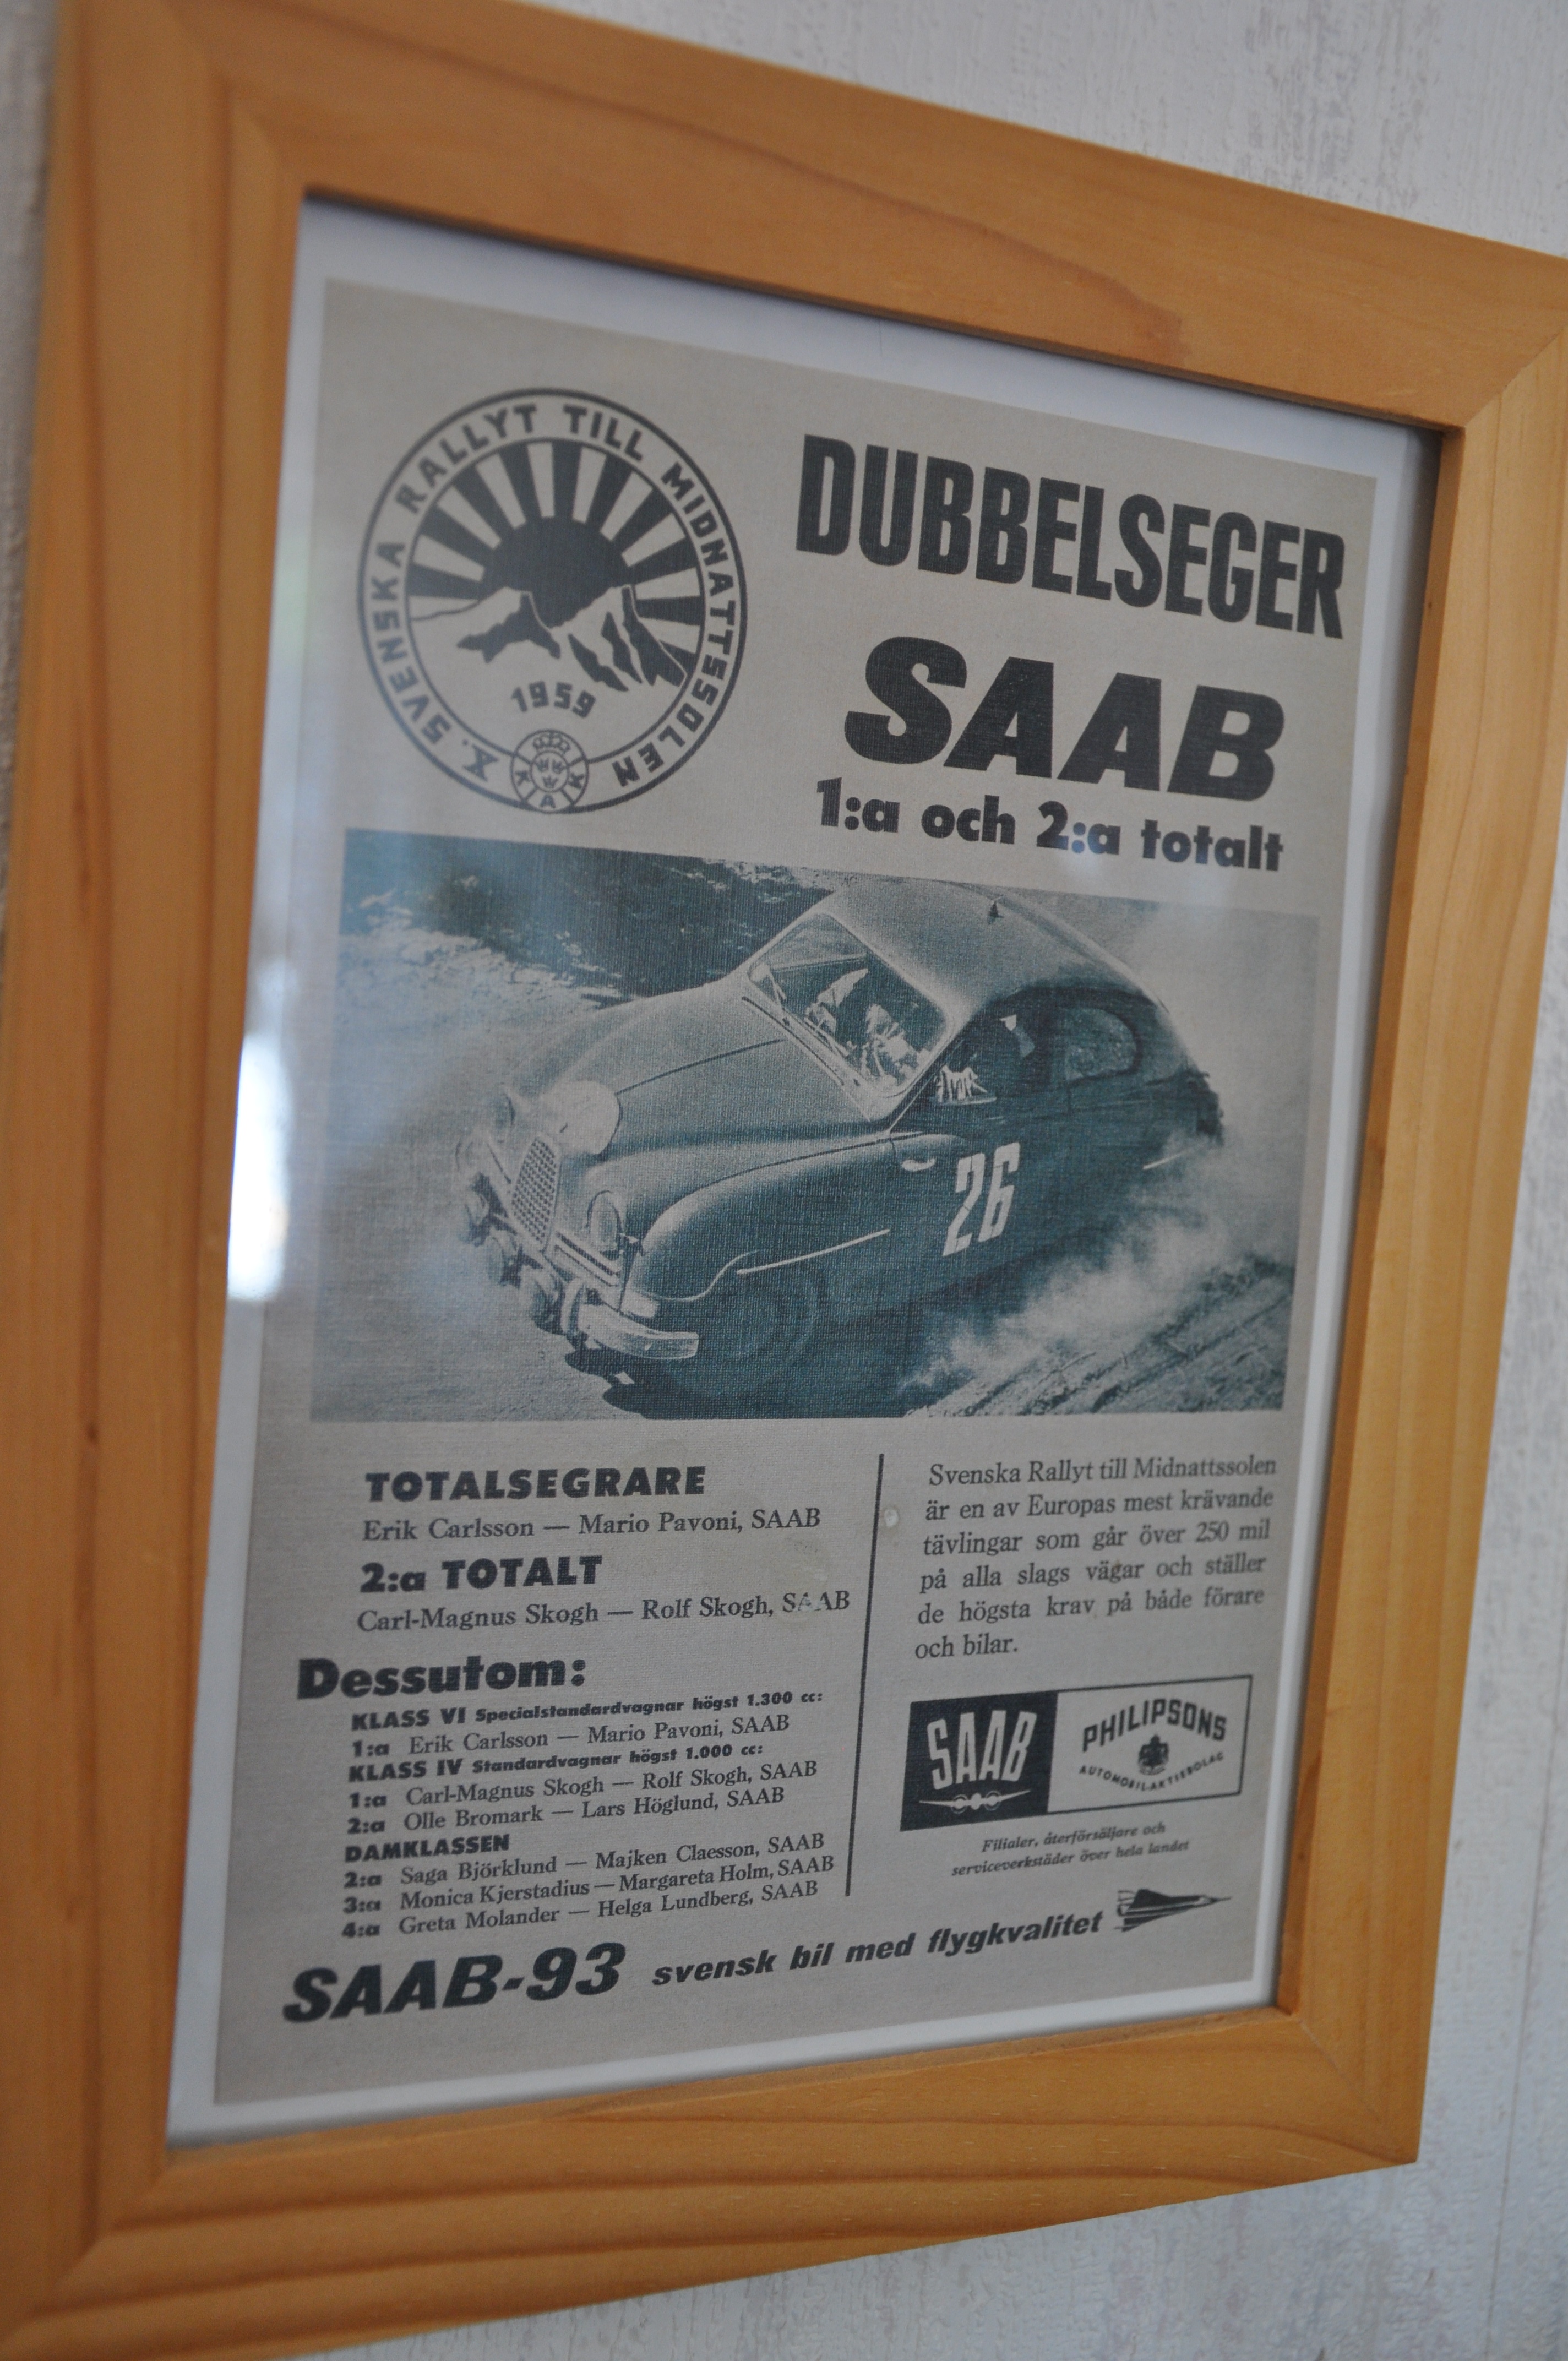 X. SVENSKA RALLYT TILL MIDNATTSSOLEN
1959
KAK
DUBBELSEGER
SAAB
1:a och 2:a totalt
26
TOTALSEGRARE
Erik Carlsson — Mario Pavoni, SAAB
2:a TOTALT
Carl-Magnus Skogh — Rolf Skogh, SAAB
Dessutom:
KLASS VI Specialstandardvagnar högst 1.300 cc:
1:a Erik Carlsson — Mario Pavoni, SAAB
KLASS IV Standardvagnar högst 1.000 cc:
1:a Carl-Magnus Skogh — Rolf Skogh, SAAB
2:a Olle Bromark — Lars Höglund, SAAB
DAMKLASSEN
2:a Saga Björklund — Majken Claesson, SAAB
3:a Monica Kjerstadius — Margareta Holm, SAAB
4:a Greta Molander — Helga Lundberg, SAAB
Svenska Rallyt till Midnattssolen
är en av Europas mest krävande
tävlingar som går över 250 mil
på alla slags vägar och ställer
de högsta krav på både förare
och bilar.
SAAB
PHILIPSONS
AUTOMOBILAKTIEBOLAG
Filialer, återförsäljare och
serviceverkstäder över hela landet
SAAB-93 svensk bil med flygkvalitet